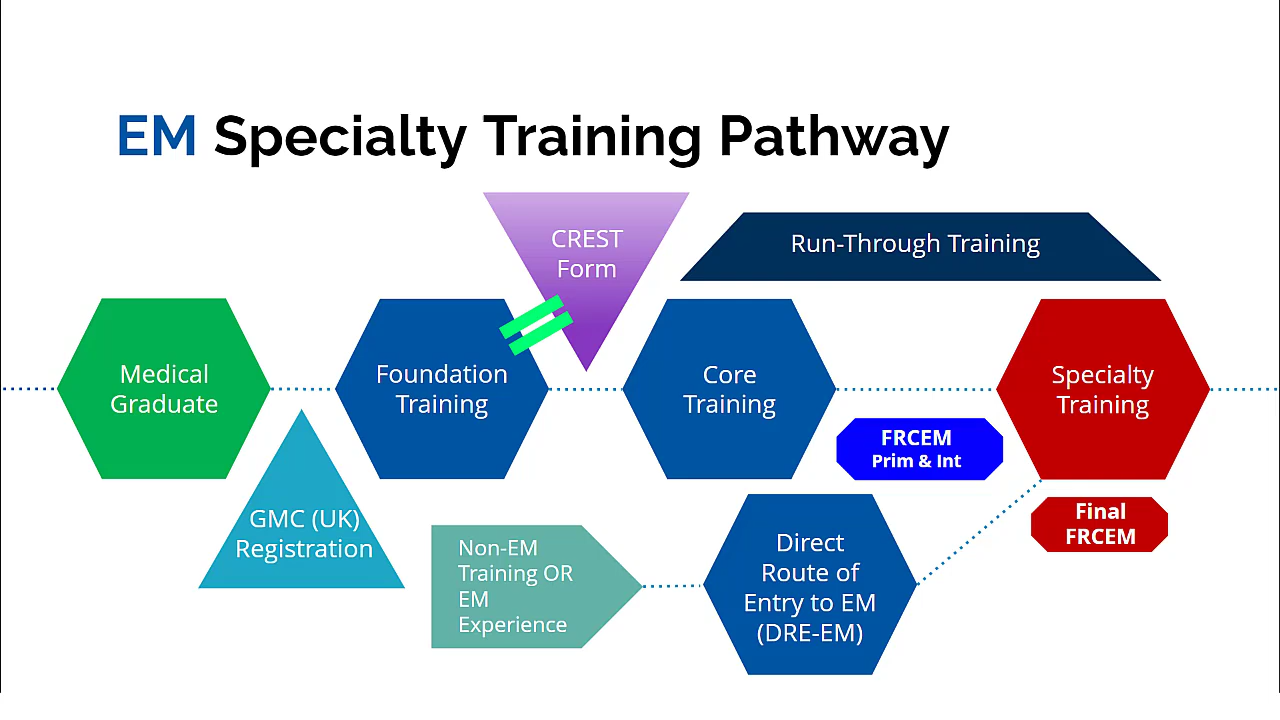 EM Specialty Training Pathway
CREST
Form
Run-Through Training
Medical
Graduate
Foundation
Training
Core
Training
Specialty
Training
FRCEM
Prim & Int
GMC (UK)
Registration
Non-EM
Training OR
EM
Experience
Direct
Route of
Entry to EM
(DRE-EM)
Final
FRCEM